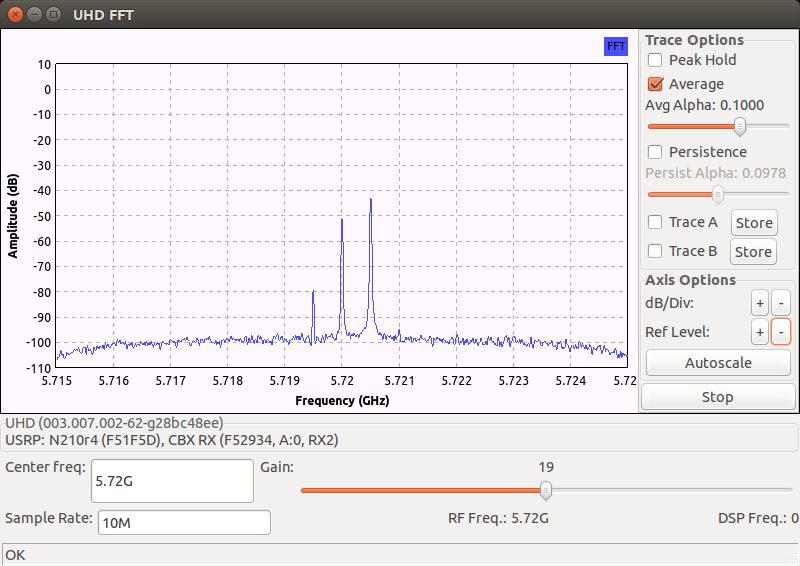 UHD FFT
FFT
Trace Options
Peak Hold
Average
Avg Alpha: 0.1000
Persistence
Persist Alpha: 0.0978
Trace A Store
Trace B Store
Axis Options
dB/Div: + -
Ref Level: + -
Autoscale
Stop
Amplitude (dB)
10
0
-10
-20
-30
-40
-50
-60
-70
-80
-90
-100
-110
5.715 5.716 5.717 5.718 5.719 5.72 5.721 5.722 5.723 5.724 5.72
Frequency (GHz)
UHD (003.007.002-62-g28bc48ee)
USRP: N210r4 (F51F5D), CBX RX (F52934, A:0, RX2)
Center freq: 5.72G Gain: 19
Sample Rate: 10M RF Freq.: 5.72G DSP Freq.: 0
OK